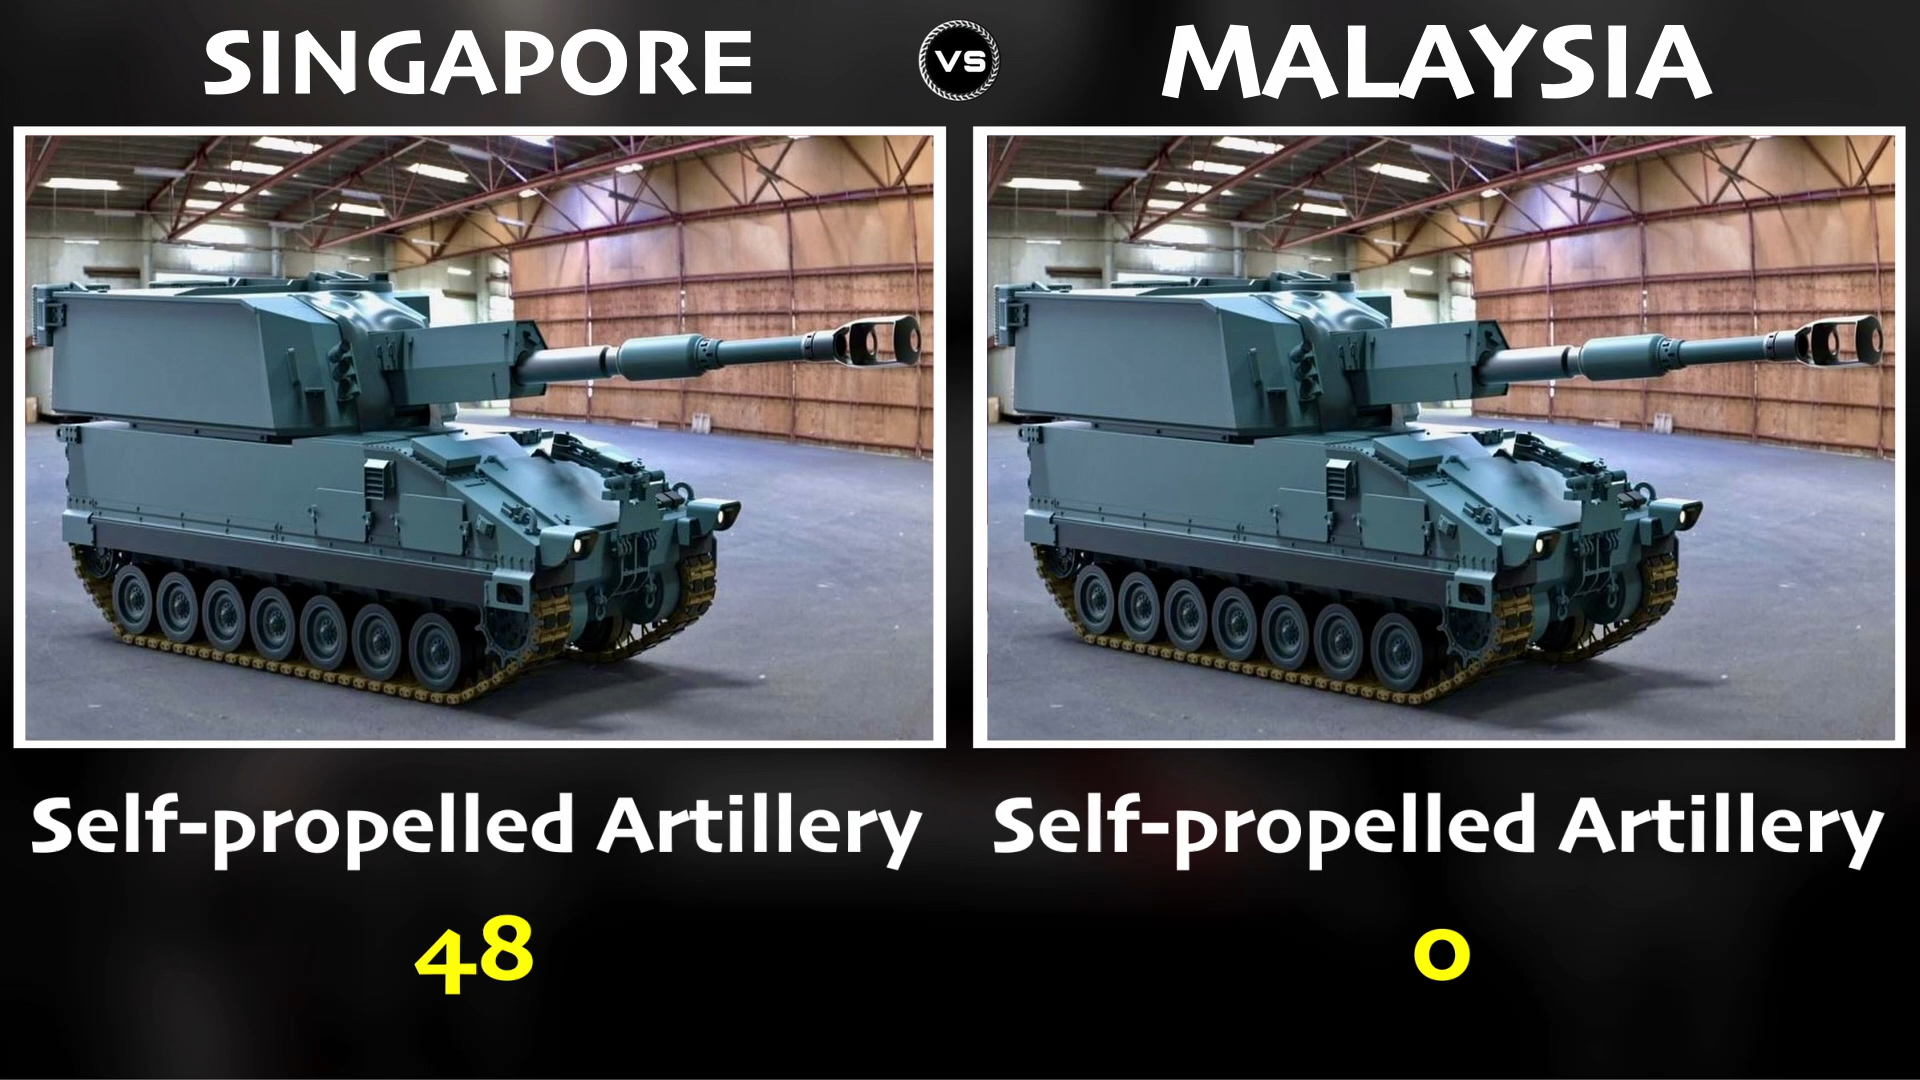 SINGAPORE
VS
MALAYSIA
Self-propelled Artillery
Self-propelled Artillery
48
0